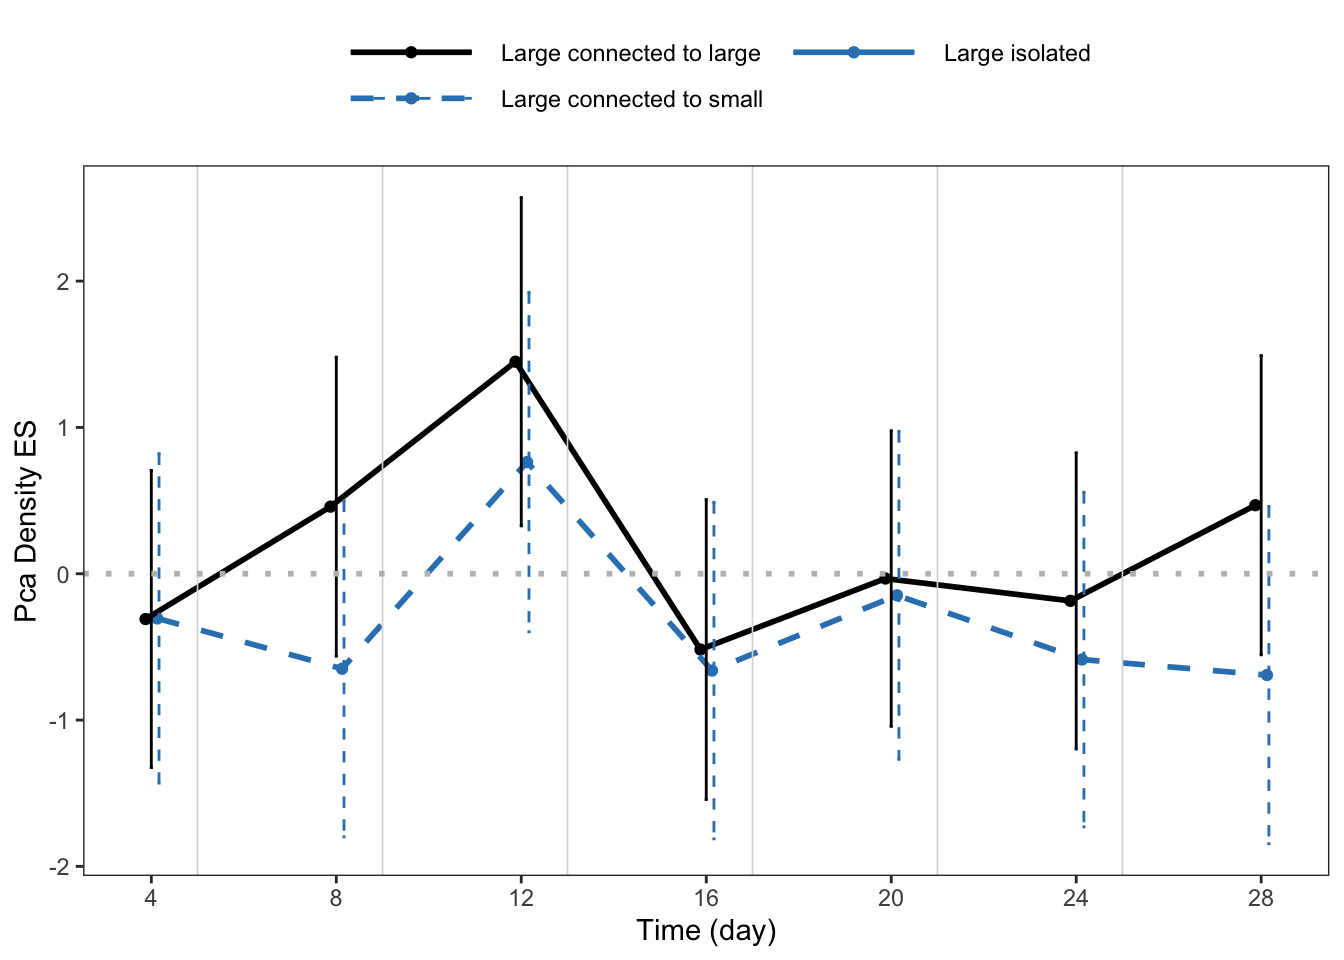 Large connected to large
Large isolated
Large connected to small
Pca Density ES
2
1
0
-1
-2
4 8 12 16 20 24 28
Time (day)